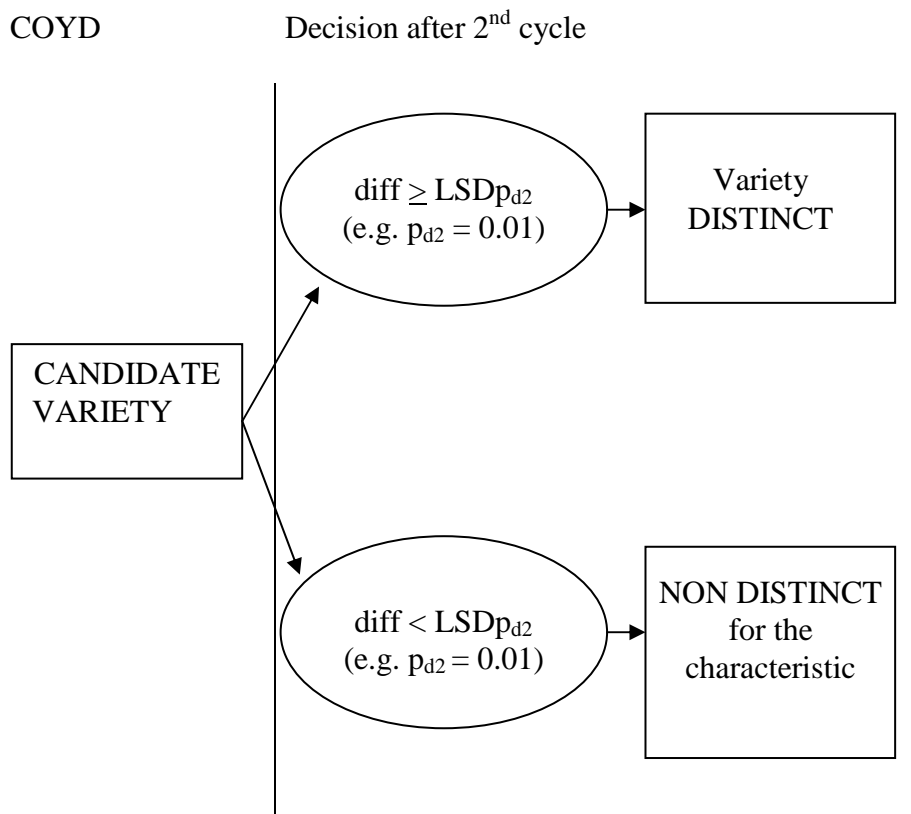 COYD
Decision after 2nd cycle
diff ≥ LSDpd2
(e.g. pd2 = 0.01)
Variety
DISTINCT
CANDIDATE
VARIETY
diff < LSDpd2
(e.g. pd2 = 0.01)
NON DISTINCT
for the
characteristic